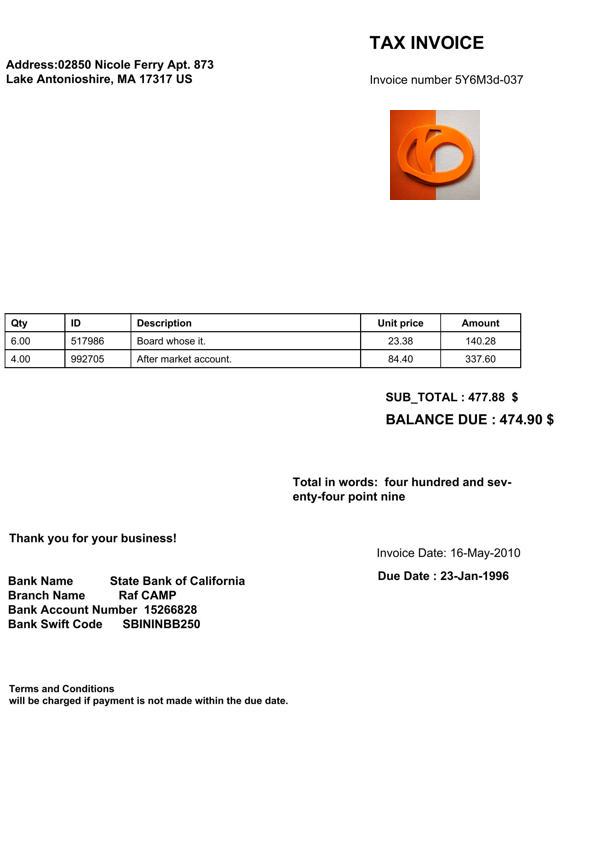 TAX INVOICE
Address:02850 Nicole Ferry Apt. 873
Lake Antonioshire, MA 17317 US
Invoice number 5Y6M3d-037
Qty ID Description Unit price Amount
6.00 517986 Board whose it. 23.38 140.28
4.00 992705 After market account. 84.40 337.60
SUB_TOTAL : 477.88 $
BALANCE DUE : 474.90 $
Total in words: four hundred and sev-
enty-four point nine
Thank you for your business!
Invoice Date: 16-May-2010
Due Date : 23-Jan-1996
Bank Name State Bank of California
Branch Name Raf CAMP
Bank Account Number 15266828
Bank Swift Code SBININBB250
Terms and Conditions
will be charged if payment is not made within the due date.